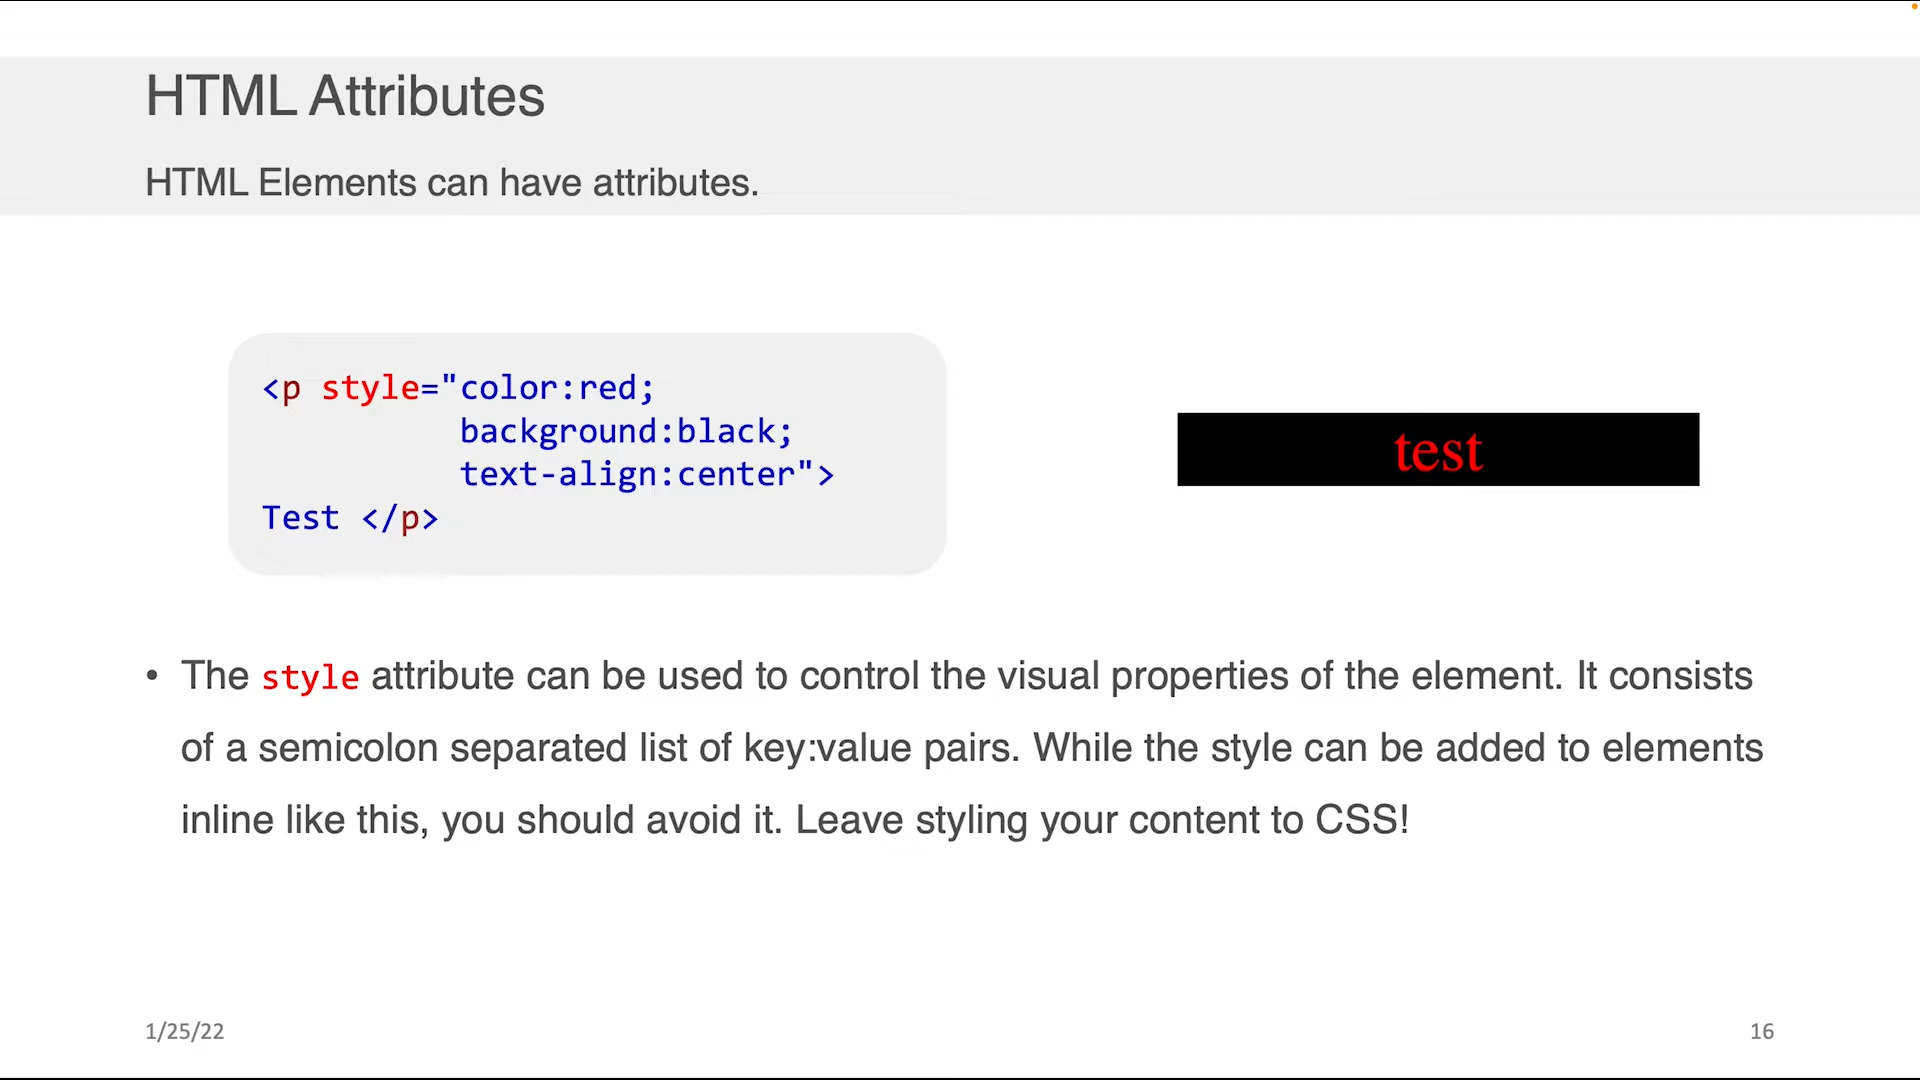 HTML Attributes
HTML Elements can have attributes.
<p style="color:red;
background:black;
text-align:center">
Test </p>
test
• The style attribute can be used to control the visual properties of the element. It consists
of a semicolon separated list of key:value pairs. While the style can be added to elements
inline like this, you should avoid it. Leave styling your content to CSS!
1/25/22
16